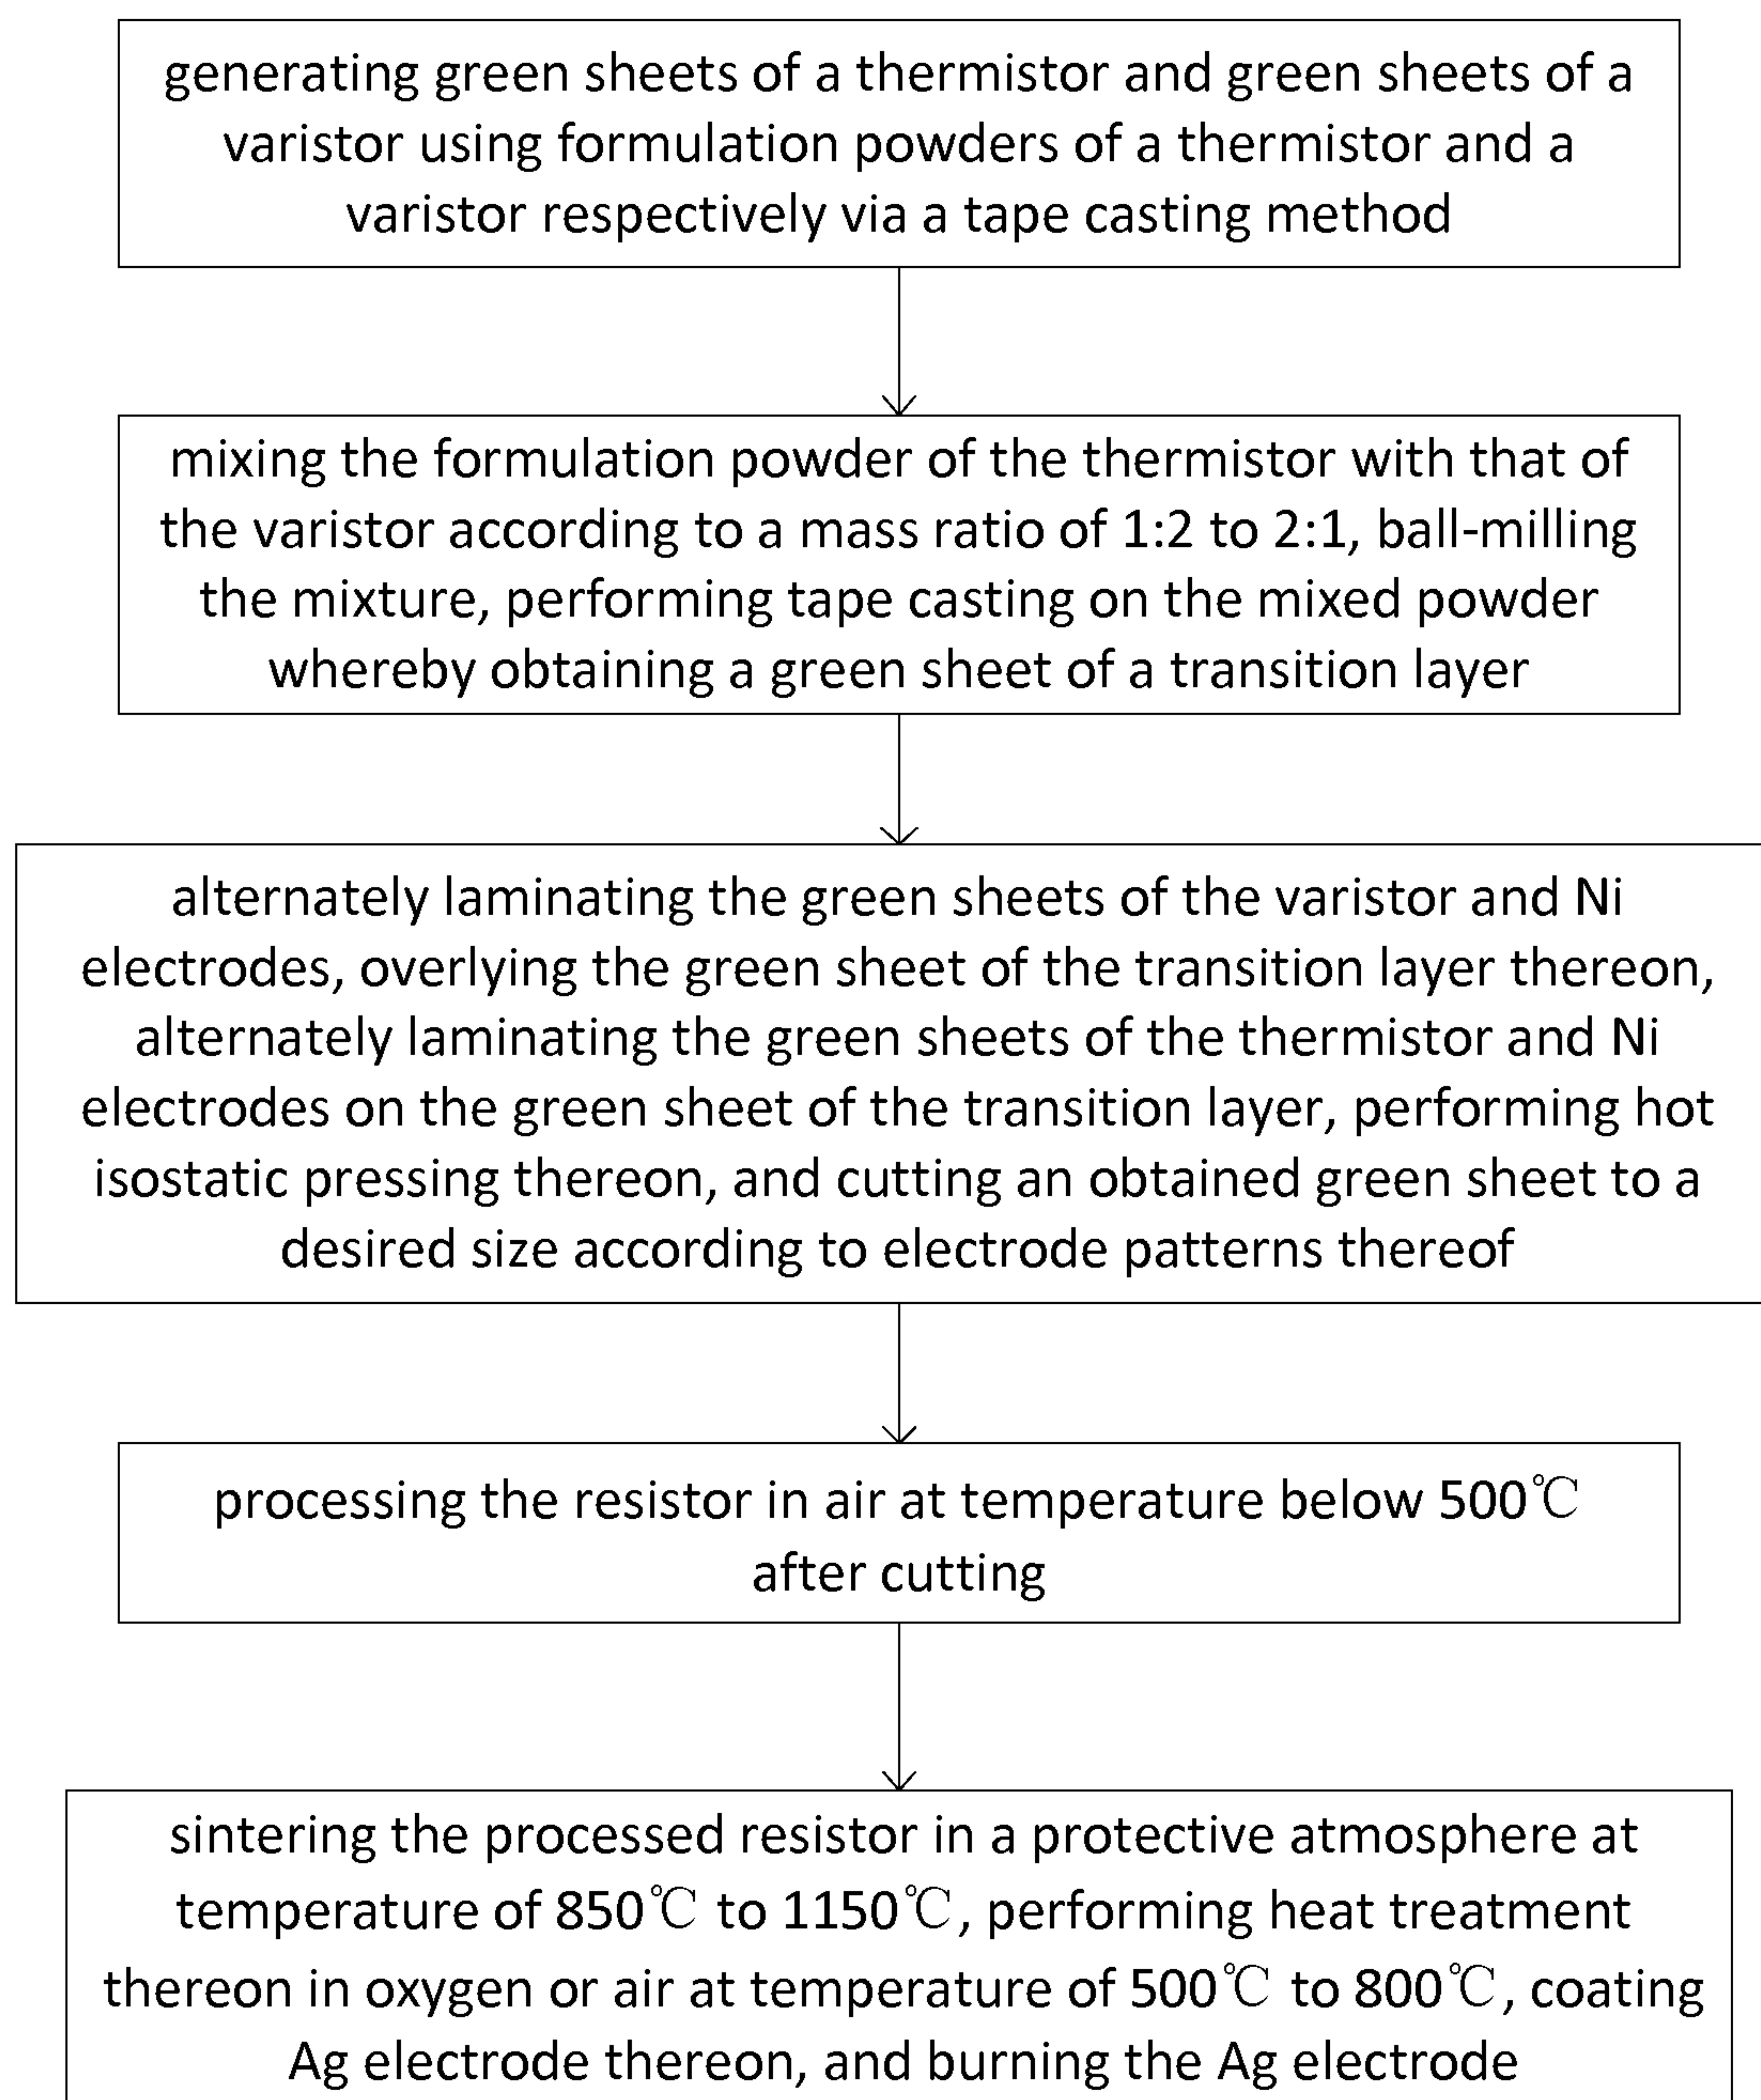 generating green sheets of a thermistor and green sheets of a
varistor using formulation powders of a thermistor and a
varistor respectively via a tape casting method
mixing the formulation powder of the thermistor with that of
the varistor according to a mass ratio of 1:2 to 2:1, ball-milling
the mixture, performing tape casting on the mixed powder
whereby obtaining a green sheet of a transition layer
alternately laminating the green sheets of the varistor and Ni
electrodes, overlying the green sheet of the transition layer thereon,
alternately laminating the green sheets of the thermistor and Ni
electrodes on the green sheet of the transition layer, performing hot
isostatic pressing thereon, and cutting an obtained green sheet to a
desired size according to electrode patterns thereof
processing the resistor in air at temperature below 500℃
after cutting
sintering the processed resistor in a protective atmosphere at
temperature of 850℃ to 1150℃, performing heat treatment
thereon in oxygen or air at temperature of 500℃ to 800℃, coating
Ag electrode thereon, and burning the Ag electrode